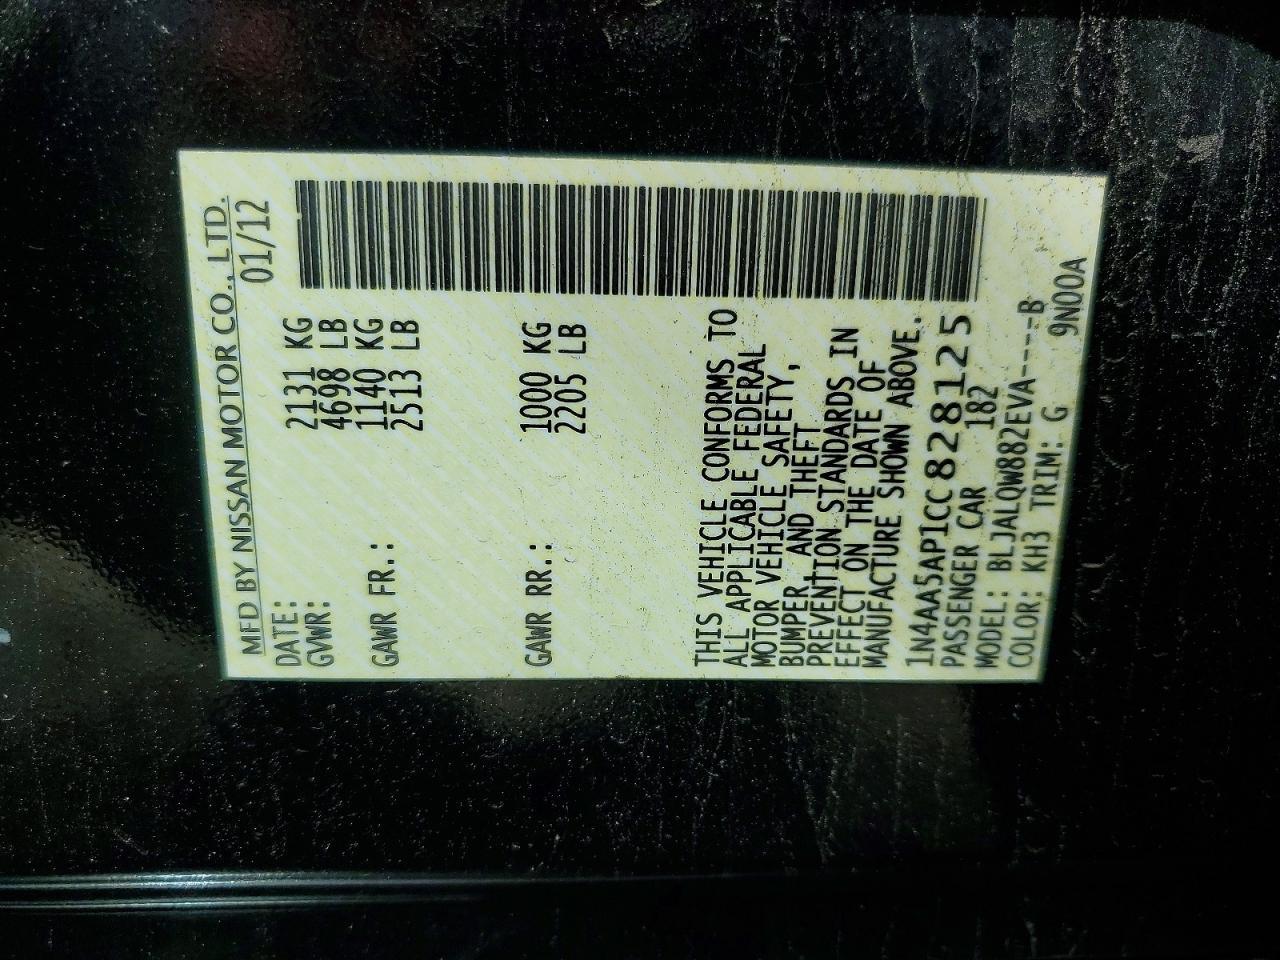 MFD BY NISSAN MOTOR CO., LTD.
DATE: 01/12
GVWR: 2131 KG
4698 LB
GAWR FR.: 1140 KG
2513 LB
GAWR RR.: 1000 KG
2205 LB
THIS VEHICLE CONFORMS TO
ALL APPLICABLE FEDERAL
MOTOR VEHICLE SAFETY,
BUMPER AND THEFT
PREVENTION STANDARDS IN
EFFECT ON THE DATE OF
MANUFACTURE SHOWN ABOVE.
1N4AA5AP1CC828125
PASSENGER CAR 182
MODEL: BLJALQW882EVA----B
COLOR: KH3 TRIM: G 9N00A